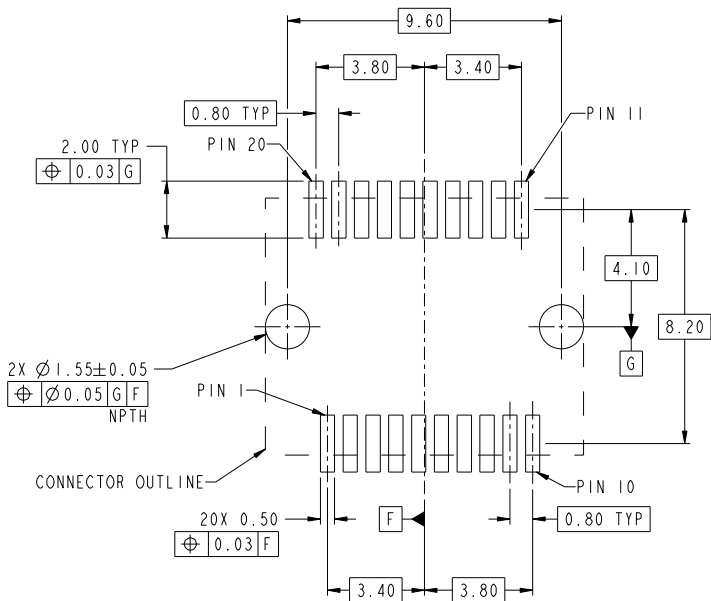 9.60
3.80
3.40
0.80 TYP
PIN 11
2.00 TYP
PIN 20
⌖ 0.03 G
4.10
8.20
2X Ø1.55±0.05
G
⌖ Ø0.05 G F
PIN 1
NPTH
CONNECTOR OUTLINE
PIN 10
20X 0.50
F
0.80 TYP
⌖ 0.03 F
3.40
3.80